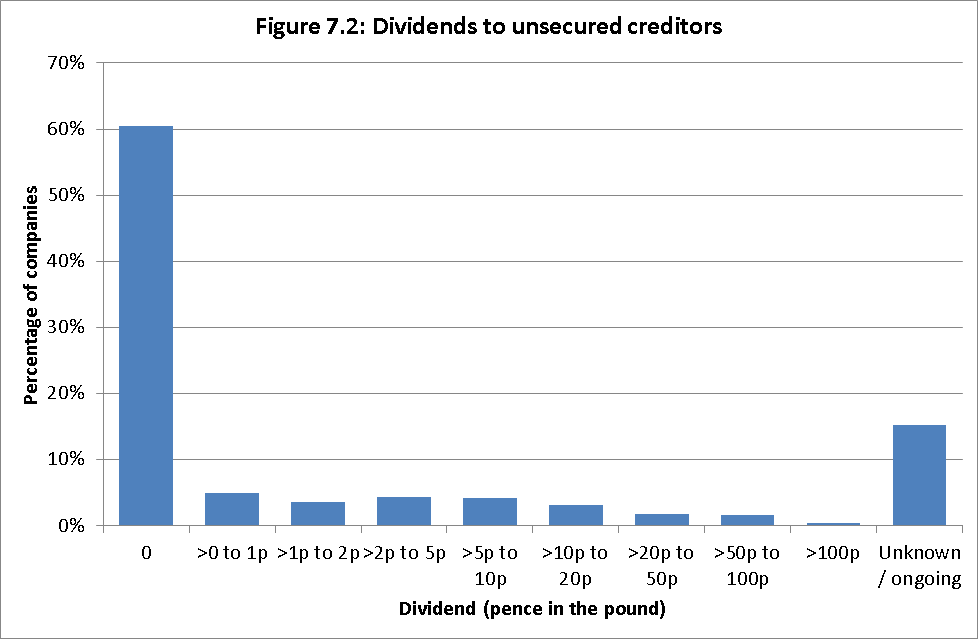 Figure 7.2: Dividends to unsecured creditors
70%
60%
50%
40%
30%
20%
10%
0%
Percentage of companies
0
>0 to 1p
>1p to 2p
>2p to 5p
>5p to
10p
>10p to
20p
>20p to
50p
>50p to
100p
>100p
Unknown
/ ongoing
Dividend (pence in the pound)